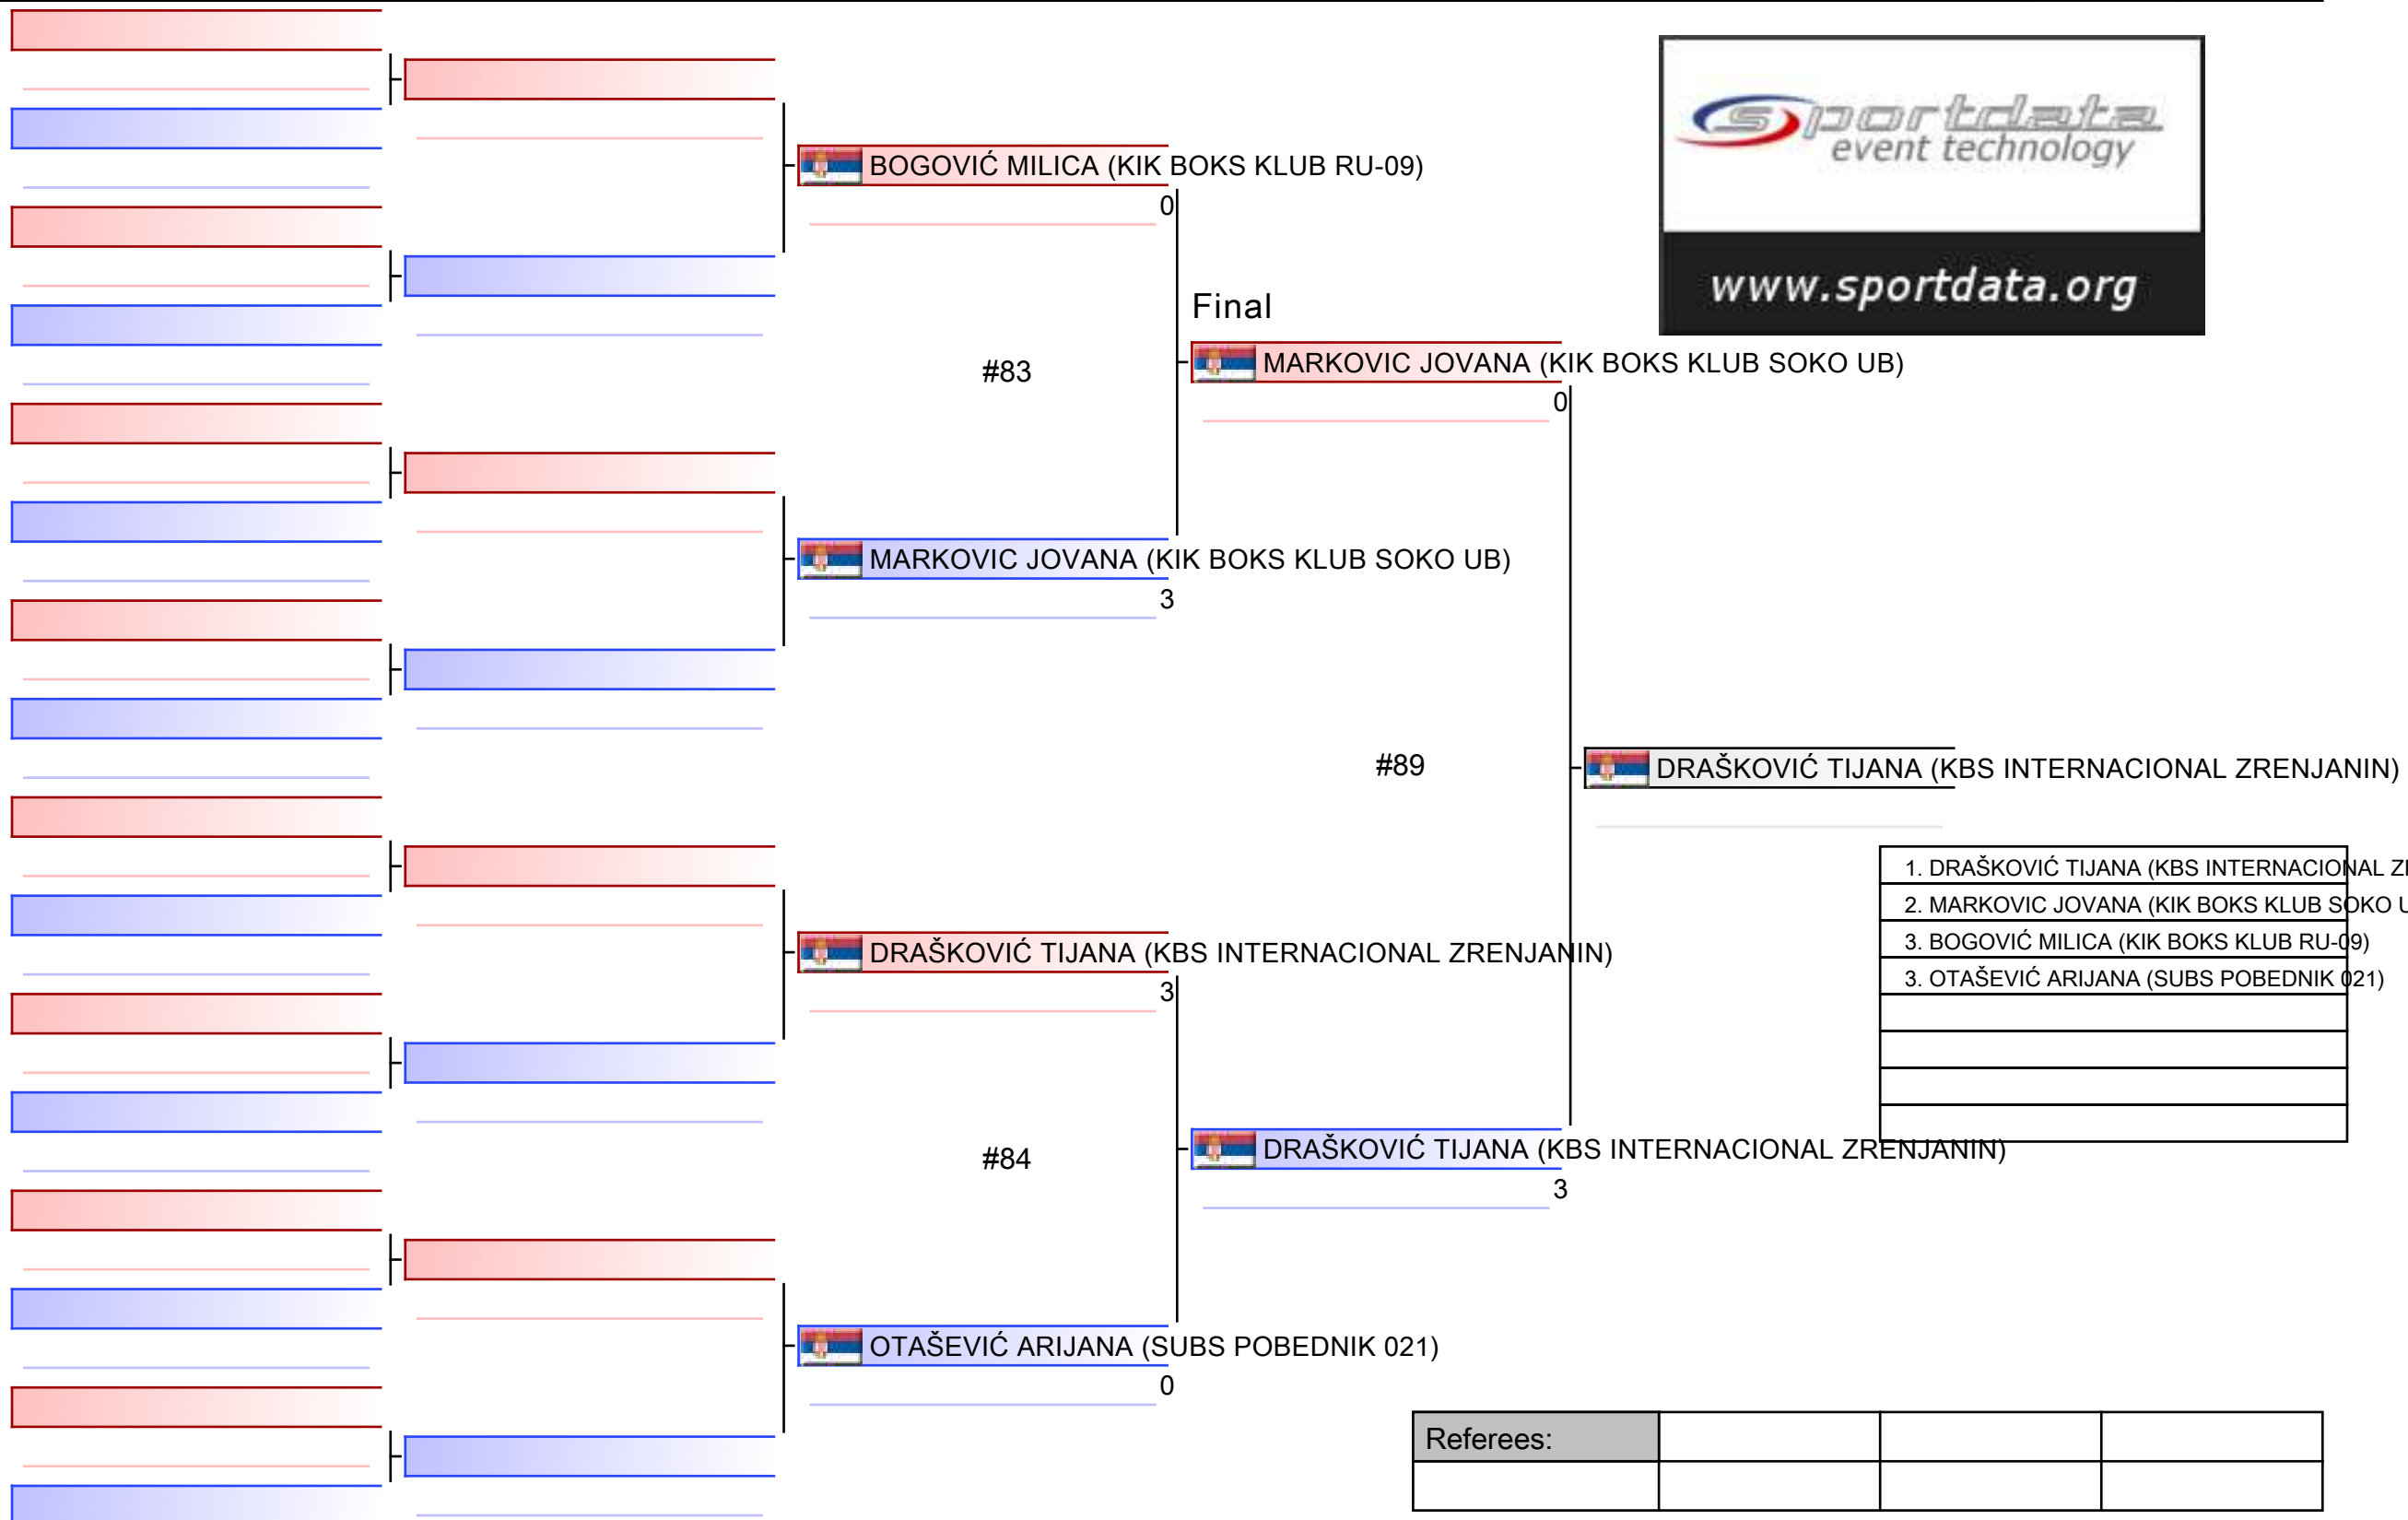 sportdata
event technology
www.sportdata.org
BOGOVIĆ MILICA (KIK BOKS KLUB RU-09)
0
Final
#83
MARKOVIC JOVANA (KIK BOKS KLUB SOKO UB)
0
MARKOVIC JOVANA (KIK BOKS KLUB SOKO UB)
3
#89
DRAŠKOVIĆ TIJANA (KBS INTERNACIONAL ZRENJANIN)
1. DRAŠKOVIĆ TIJANA (KBS INTERNACIONAL
2. MARKOVIC JOVANA (KIK BOKS KLUB SOKO
3. BOGOVIĆ MILICA (KIK BOKS KLUB RU-09)
3. OTAŠEVIĆ ARIJANA (SUBS POBEDNIK 021)
DRAŠKOVIĆ TIJANA (KBS INTERNACIONAL ZRENJANIN)
3
#84
DRAŠKOVIĆ TIJANA (KBS INTERNACIONAL ZRENJANIN)
3
OTAŠEVIĆ ARIJANA (SUBS POBEDNIK 021)
0
Referees: